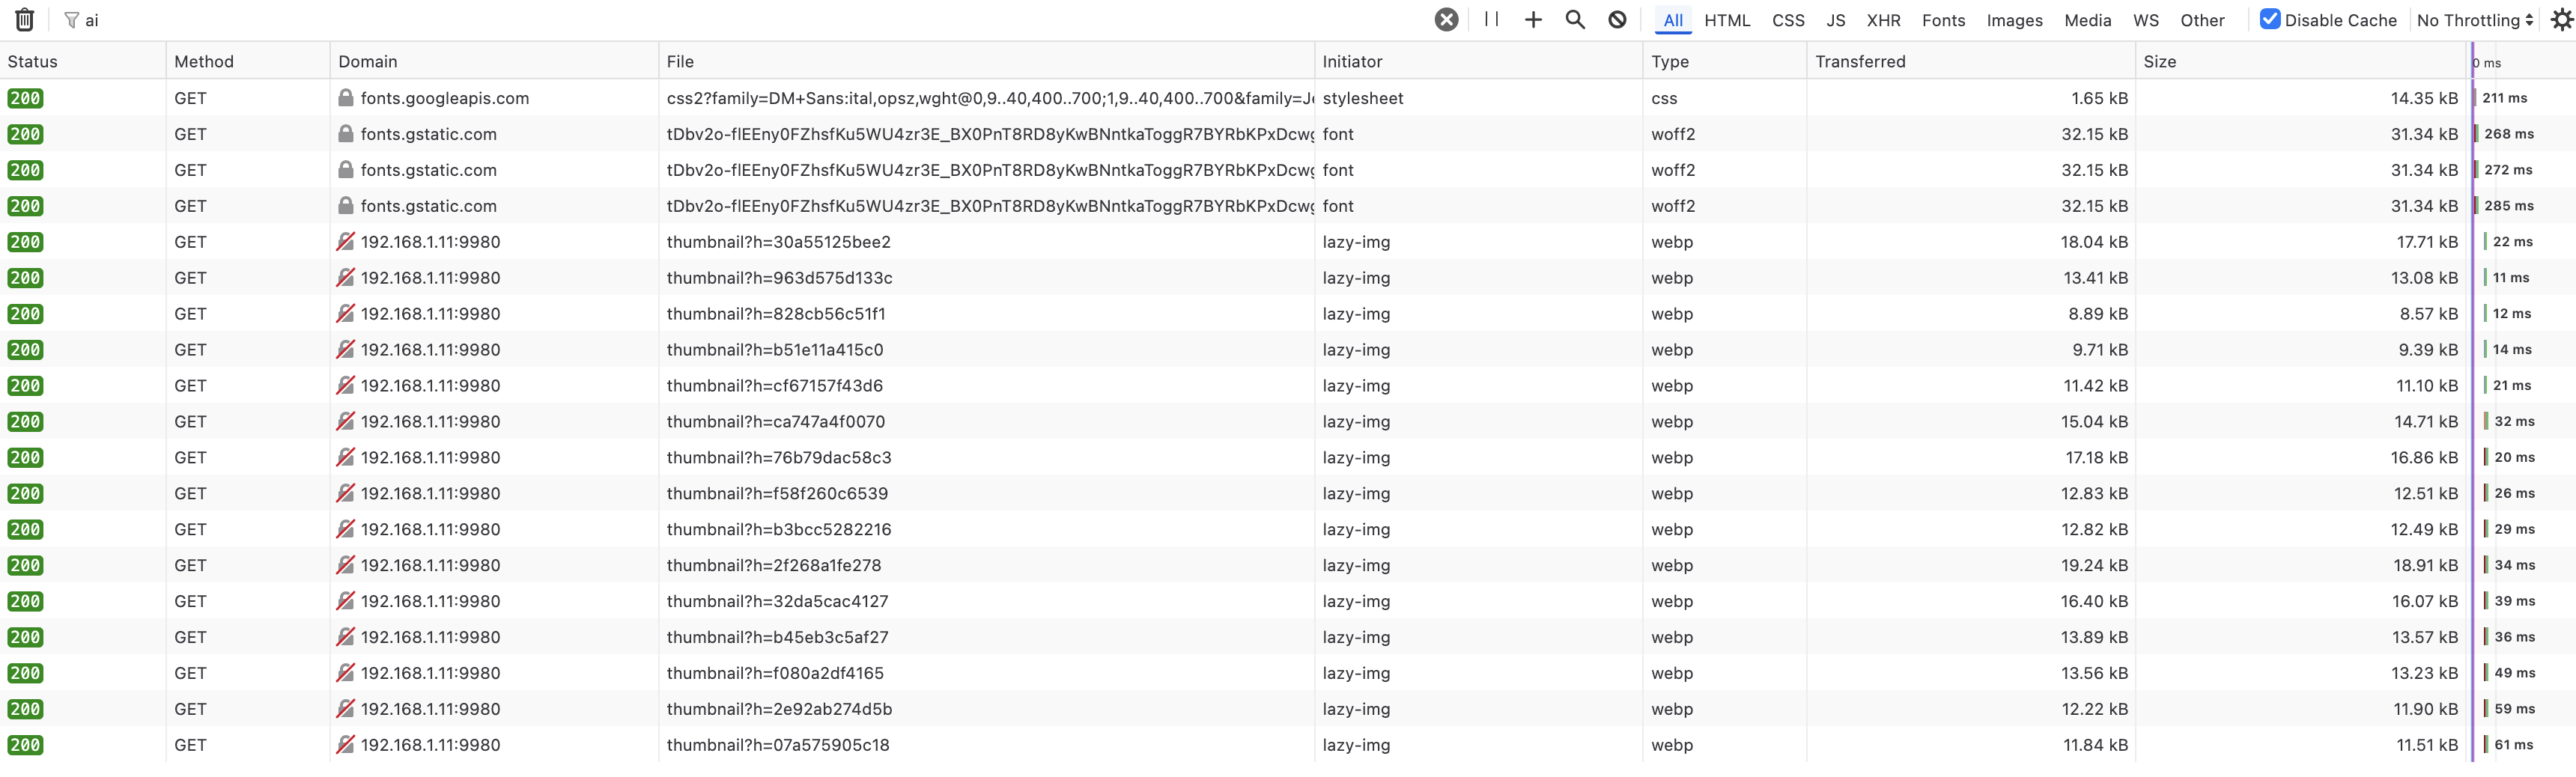 ai All HTML CSS JS XHR Fonts Images Media WS Other Disable Cache No Throttling
Status Method Domain File Initiator Type Transferred Size 0 ms
200 GET fonts.googleapis.com css2?family=DM+Sans:ital,opsz,wght@0,9..40,400..700;1,9..40,400..700&family=J stylesheet css 1.65 kB 14.35 kB 211 ms
200 GET fonts.gstatic.com tDbv2o-flEEny0FZhsfKu5WU4zr3E_BX0PnT8RD8yKwBNntkaToggR7BYRbKPxDcwg font woff2 32.15 kB 31.34 kB 268 ms
200 GET fonts.gstatic.com tDbv2o-flEEny0FZhsfKu5WU4zr3E_BX0PnT8RD8yKwBNntkaToggR7BYRbKPxDcwg font woff2 32.15 kB 31.34 kB 272 ms
200 GET fonts.gstatic.com tDbv2o-flEEny0FZhsfKu5WU4zr3E_BX0PnT8RD8yKwBNntkaToggR7BYRbKPxDcwg font woff2 32.15 kB 31.34 kB 285 ms
200 GET 192.168.1.11:9980 thumbnail?h=30a55125bee2 lazy-img webp 18.04 kB 17.71 kB 22 ms
200 GET 192.168.1.11:9980 thumbnail?h=963d575d133c lazy-img webp 13.41 kB 13.08 kB 11 ms
200 GET 192.168.1.11:9980 thumbnail?h=828cb56c51f1 lazy-img webp 8.89 kB 8.57 kB 12 ms
200 GET 192.168.1.11:9980 thumbnail?h=b51e11a415c0 lazy-img webp 9.71 kB 9.39 kB 14 ms
200 GET 192.168.1.11:9980 thumbnail?h=cf67157f43d6 lazy-img webp 11.42 kB 11.10 kB 21 ms
200 GET 192.168.1.11:9980 thumbnail?h=ca747a4f0070 lazy-img webp 15.04 kB 14.71 kB 32 ms
200 GET 192.168.1.11:9980 thumbnail?h=76b79dac58c3 lazy-img webp 17.18 kB 16.86 kB 20 ms
200 GET 192.168.1.11:9980 thumbnail?h=f58f260c6539 lazy-img webp 12.83 kB 12.51 kB 26 ms
200 GET 192.168.1.11:9980 thumbnail?h=b3bcc5282216 lazy-img webp 12.82 kB 12.49 kB 29 ms
200 GET 192.168.1.11:9980 thumbnail?h=2f268a1fe278 lazy-img webp 19.24 kB 18.91 kB 34 ms
200 GET 192.168.1.11:9980 thumbnail?h=32da5cac4127 lazy-img webp 16.40 kB 16.07 kB 39 ms
200 GET 192.168.1.11:9980 thumbnail?h=b45eb3c5af27 lazy-img webp 13.89 kB 13.57 kB 36 ms
200 GET 192.168.1.11:9980 thumbnail?h=f080a2df4165 lazy-img webp 13.56 kB 13.23 kB 49 ms
200 GET 192.168.1.11:9980 thumbnail?h=2e92ab274d5b lazy-img webp 12.22 kB 11.90 kB 59 ms
200 GET 192.168.1.11:9980 thumbnail?h=07a575905c18 lazy-img webp 11.84 kB 11.51 kB 61 ms